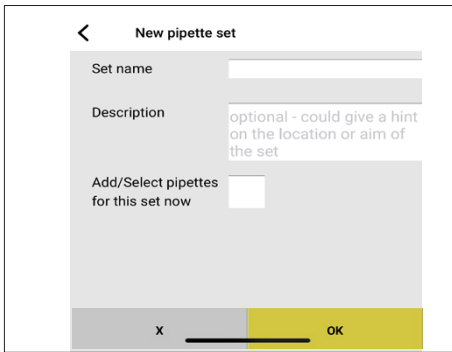 New pipette set
Set name
Description
optional - could give a hint
on the location or aim of
the set
Add/Select pipettes
for this set now
X
OK